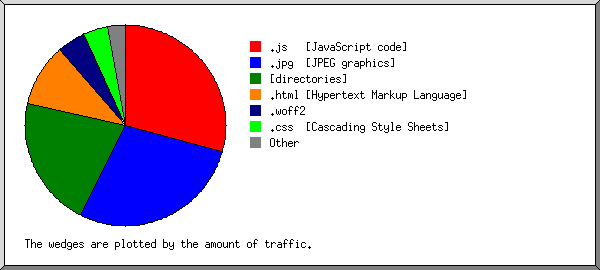 .js [JavaScript code]
.jpg [JPEG graphics]
[directories]
.html [Hypertext Markup Language]
.woff2
.css [Cascading Style Sheets]
Other
The wedges are plotted by the amount of traffic.